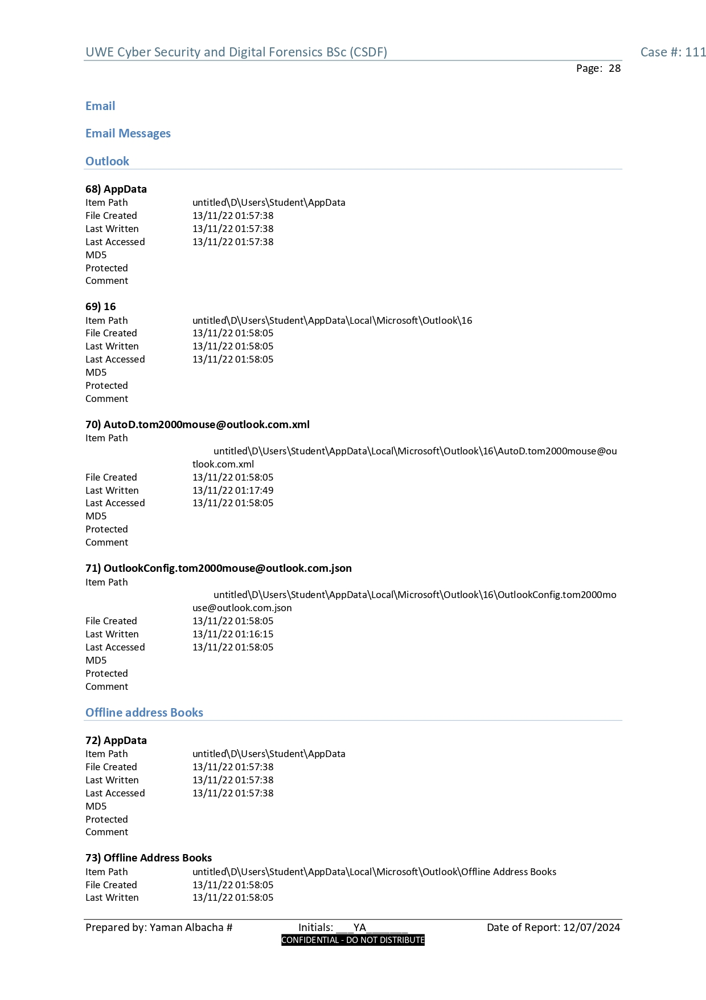 UWE Cyber Security and Digital Forensics BSc (CSDF) Case #: 111
Page: 28
Email
Email Messages
Outlook
68) AppData
Item Path untitled\D\Users\Student\AppData
File Created 13/11/22 01:57:38
Last Written 13/11/22 01:57:38
Last Accessed 13/11/22 01:57:38
MD5
Protected
Comment
69) 16
Item Path untitled\D\Users\Student\AppData\Local\Microsoft\Outlook\16
File Created 13/11/22 01:58:05
Last Written 13/11/22 01:58:05
Last Accessed 13/11/22 01:58:05
MD5
Protected
Comment
70) AutoD.tom2000mouse@outlook.com.xml
Item Path
untitled\D\Users\Student\AppData\Local\Microsoft\Outlook\16\AutoD.tom2000mouse@ou
tlook.com.xml
File Created 13/11/22 01:58:05
Last Written 13/11/22 01:17:49
Last Accessed 13/11/22 01:58:05
MD5
Protected
Comment
71) OutlookConfig.tom2000mouse@outlook.com.json
Item Path
untitled\D\Users\Student\AppData\Local\Microsoft\Outlook\16\OutlookConfig.tom2000mo
use@outlook.com.json
File Created 13/11/22 01:58:05
Last Written 13/11/22 01:16:15
Last Accessed 13/11/22 01:58:05
MD5
Protected
Comment
Offline address Books
72) AppData
Item Path untitled\D\Users\Student\AppData
File Created 13/11/22 01:57:38
Last Written 13/11/22 01:57:38
Last Accessed 13/11/22 01:57:38
MD5
Protected
Comment
73) Offline Address Books
Item Path untitled\D\Users\Student\AppData\Local\Microsoft\Outlook\Offline Address Books
File Created 13/11/22 01:58:05
Last Written 13/11/22 01:58:05
Prepared by: Yaman Albacha # Initials: ___YA_______ Date of Report: 12/07/2024
CONFIDENTIAL - DO NOT DISTRIBUTE